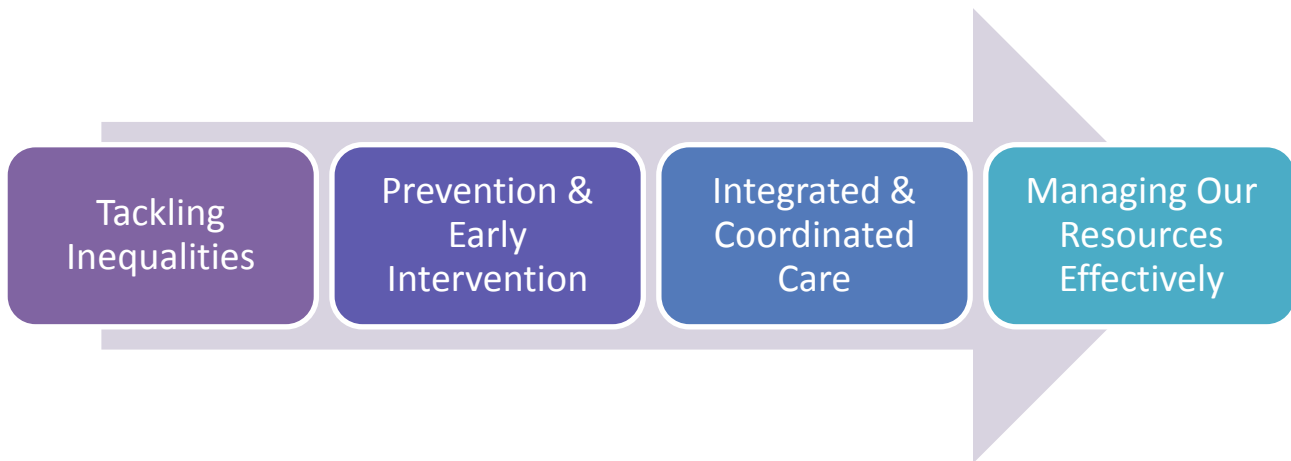 Tackling
Inequalities
Prevention &
Early
Intervention
Integrated &
Coordinated
Care
Managing Our
Resources
Effectively